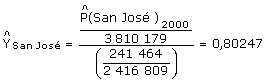 Ŷ San José = P̂(San José )2000
3 810 179
(241 464
2 416 809) = 0,80247